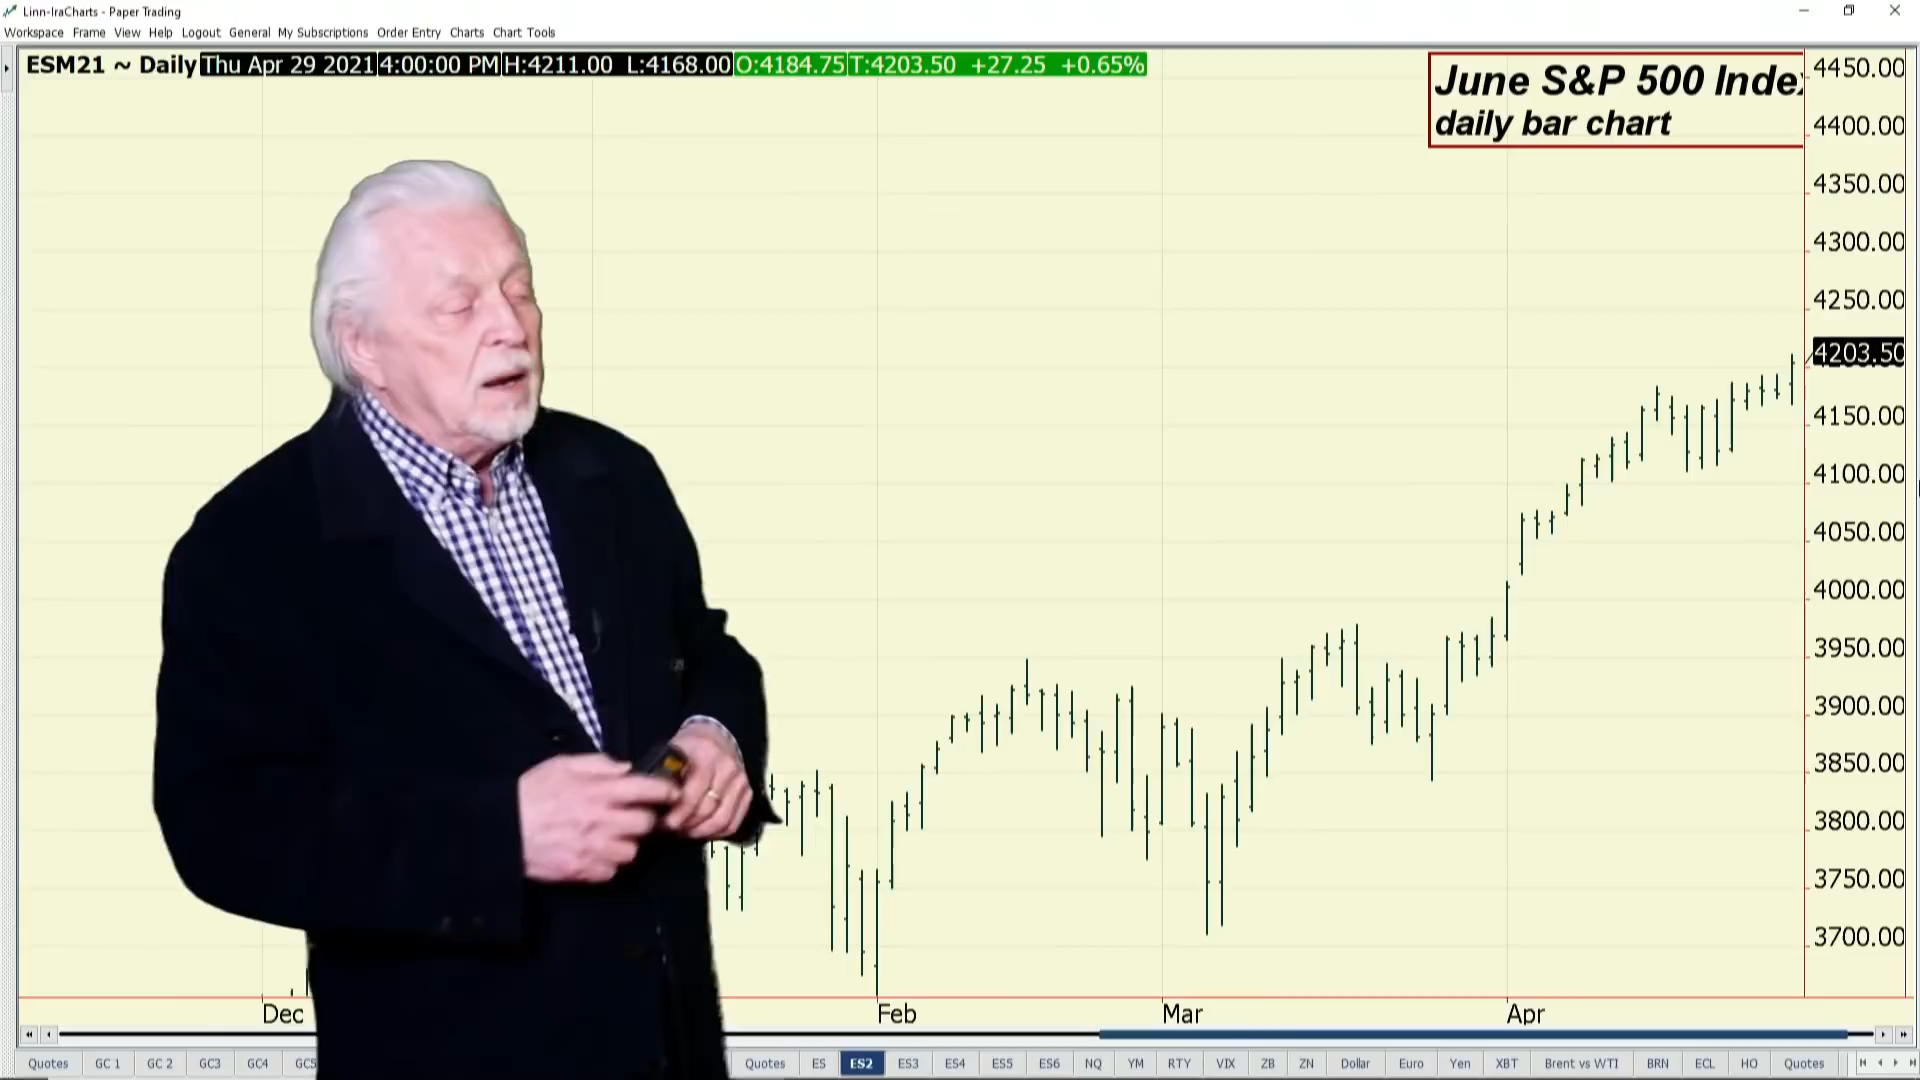 Linn-IraCharts - Paper Trading
Workspace Frame View Help Logout General My Subscriptions Order Entry Charts Chart Tools
ESM21 ~ Daily Thu Apr 29 2021 4:00:00 PM H:4211.00 L:4168.00 O:4184.75 T:4203.50 +27.25 +0.65%
June S&P 500 Index
daily bar chart
4450.00
4400.00
4350.00
4300.00
4250.00
4203.50
4150.00
4100.00
4050.00
4000.00
3950.00
3900.00
3850.00
3800.00
3750.00
3700.00
Dec Feb Mar Apr
Quotes GC 1 GC 2 GC3 GC4 GC5 Quotes ES ES2 ES3 ES4 ES5 ES6 NQ YM RTY VIX ZB ZN Dollar Euro Yen XBT Brent vs WTI BRN ECL HO Quotes